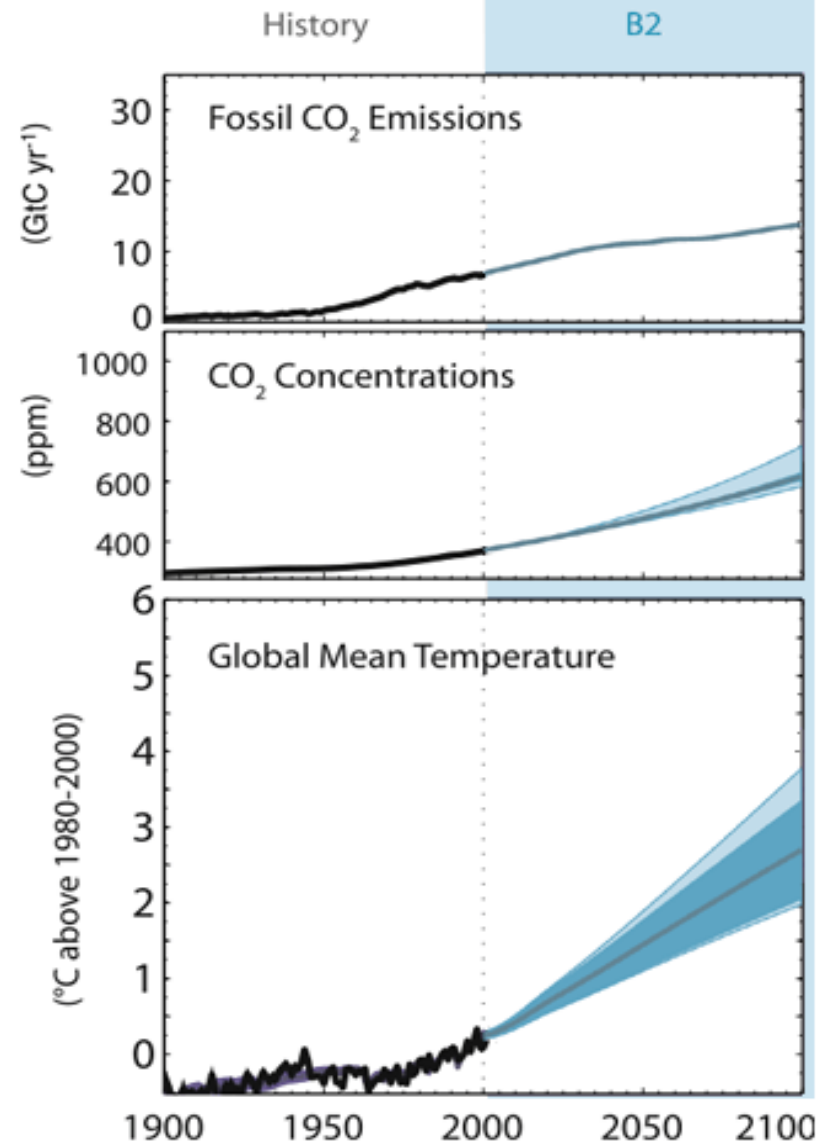 History B2
Fossil CO₂ Emissions
(GtC yr⁻¹)
30
20
10
0
CO₂ Concentrations
(ppm)
1000
800
600
400
Global Mean Temperature
(°C above 1980-2000)
6
5
4
3
2
1
0
1900 1950 2000 2050 2100